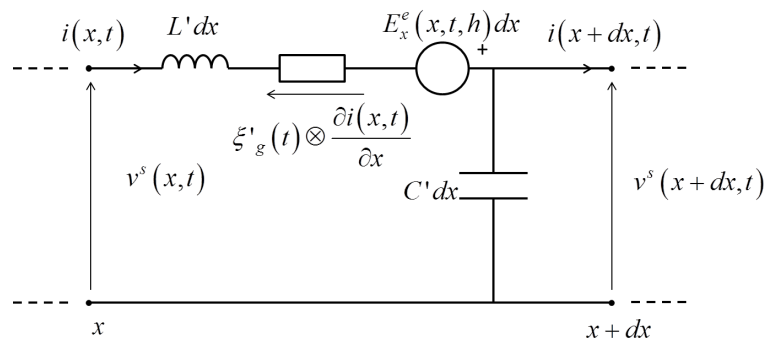 i(x,t)
L'dx
E_x^e(x,t,h)dx
i(x+dx,t)
+
ξ'_g(t)⊗∂i(x,t)/∂x
v^s(x,t)
C'dx
v^s(x+dx,t)
x
x+dx